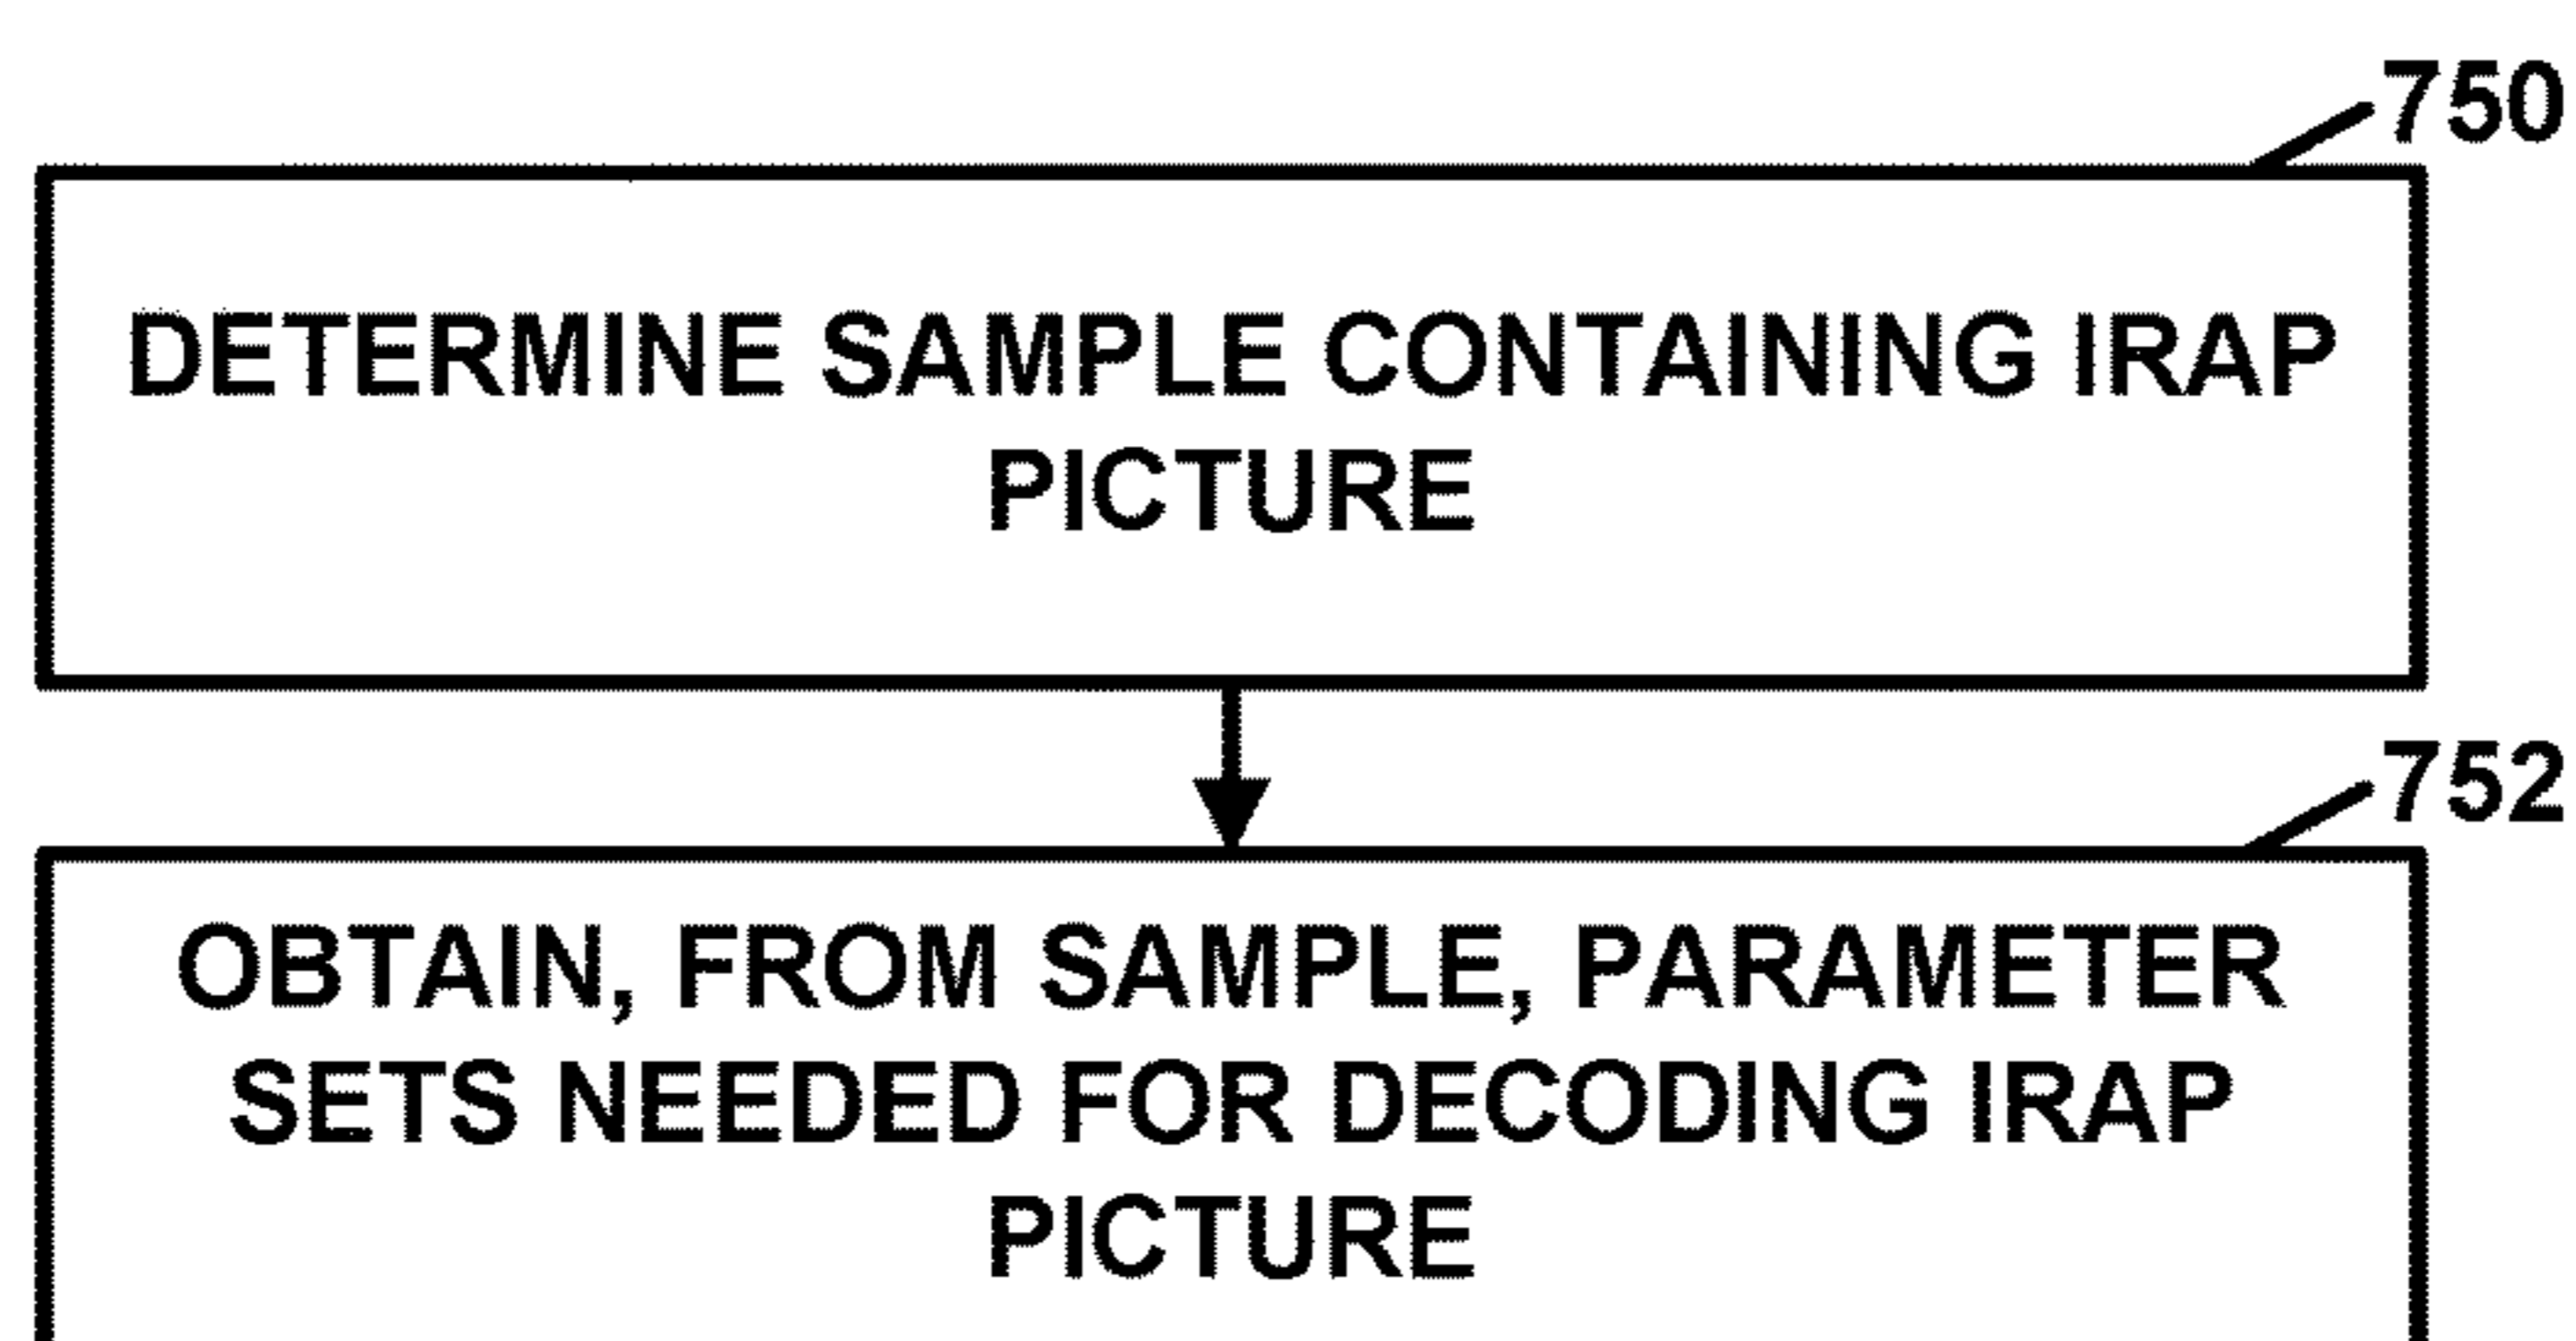 750
DETERMINE SAMPLE CONTAINING IRAP
PICTURE
752
OBTAIN, FROM SAMPLE, PARAMETER
SETS NEEDED FOR DECODING IRAP
PICTURE